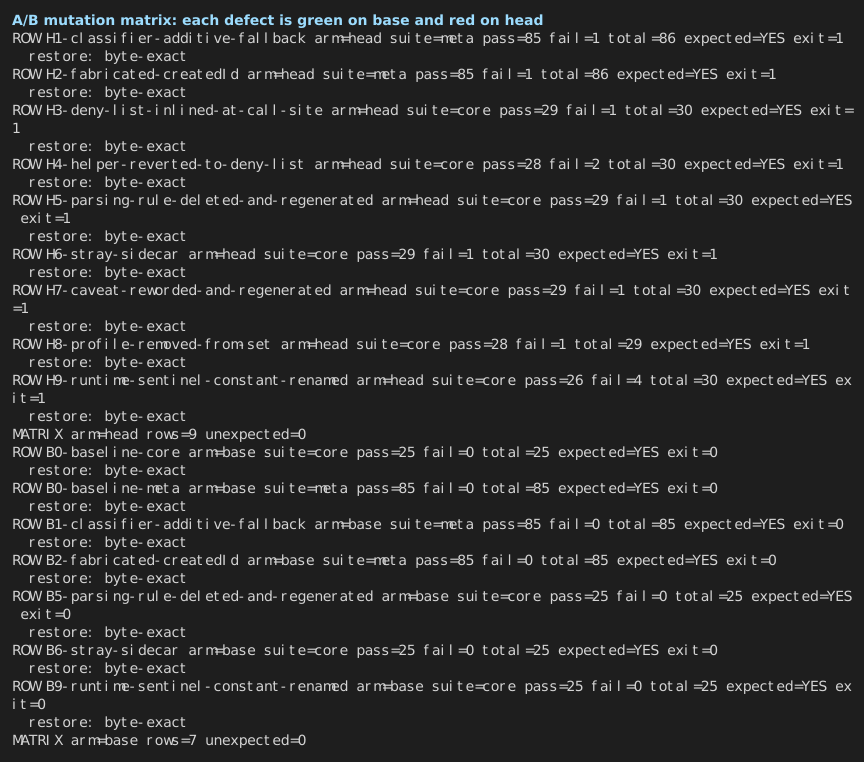 A/B mutation matrix: each defect is green on base and red on head
ROW H1-classifier-additive-fallback arm=head suite=meta pass=85 fail=1 total=86 expected=YES exit=1
restore: byte-exact
ROW H2-fabricated-createdId arm=head suite=meta pass=85 fail=1 total=86 expected=YES exit=1
restore: byte-exact
ROW H3-deny-list-inlined-at-call-site arm=head suite=core pass=29 fail=1 total=30 expected=YES exit=
1
restore: byte-exact
ROW H4-helper-reverted-to-deny-list arm=head suite=core pass=28 fail=2 total=30 expected=YES exit=1
restore: byte-exact
ROW H5-parsing-rule-deleted-and-regenerated arm=head suite=core pass=29 fail=1 total=30 expected=YES
exit=1
restore: byte-exact
ROW H6-stray-sidecar arm=head suite=core pass=29 fail=1 total=30 expected=YES exit=1
restore: byte-exact
ROW H7-caveat-reworded-and-regenerated arm=head suite=core pass=29 fail=1 total=30 expected=YES exit
=1
restore: byte-exact
ROW H8-profile-removed-from-set arm=head suite=core pass=28 fail=1 total=29 expected=YES exit=1
restore: byte-exact
ROW H9-runtime-sentinel-constant-renamed arm=head suite=core pass=26 fail=4 total=30 expected=YES ex
it=1
restore: byte-exact
MATRIX arm=head rows=9 unexpected=0
ROW B0-baseline-core arm=base suite=core pass=25 fail=0 total=25 expected=YES exit=0
restore: byte-exact
ROW B0-baseline-meta arm=base suite=meta pass=85 fail=0 total=85 expected=YES exit=0
restore: byte-exact
ROW B1-classifier-additive-fallback arm=base suite=meta pass=85 fail=0 total=85 expected=YES exit=0
restore: byte-exact
ROW B2-fabricated-createdId arm=base suite=meta pass=85 fail=0 total=85 expected=YES exit=0
restore: byte-exact
ROW B5-parsing-rule-deleted-and-regenerated arm=base suite=core pass=25 fail=0 total=25 expected=YES
exit=0
restore: byte-exact
ROW B6-stray-sidecar arm=base suite=core pass=25 fail=0 total=25 expected=YES exit=0
restore: byte-exact
ROW B9-runtime-sentinel-constant-renamed arm=base suite=core pass=25 fail=0 total=25 expected=YES ex
it=0
restore: byte-exact
MATRIX arm=base rows=7 unexpected=0